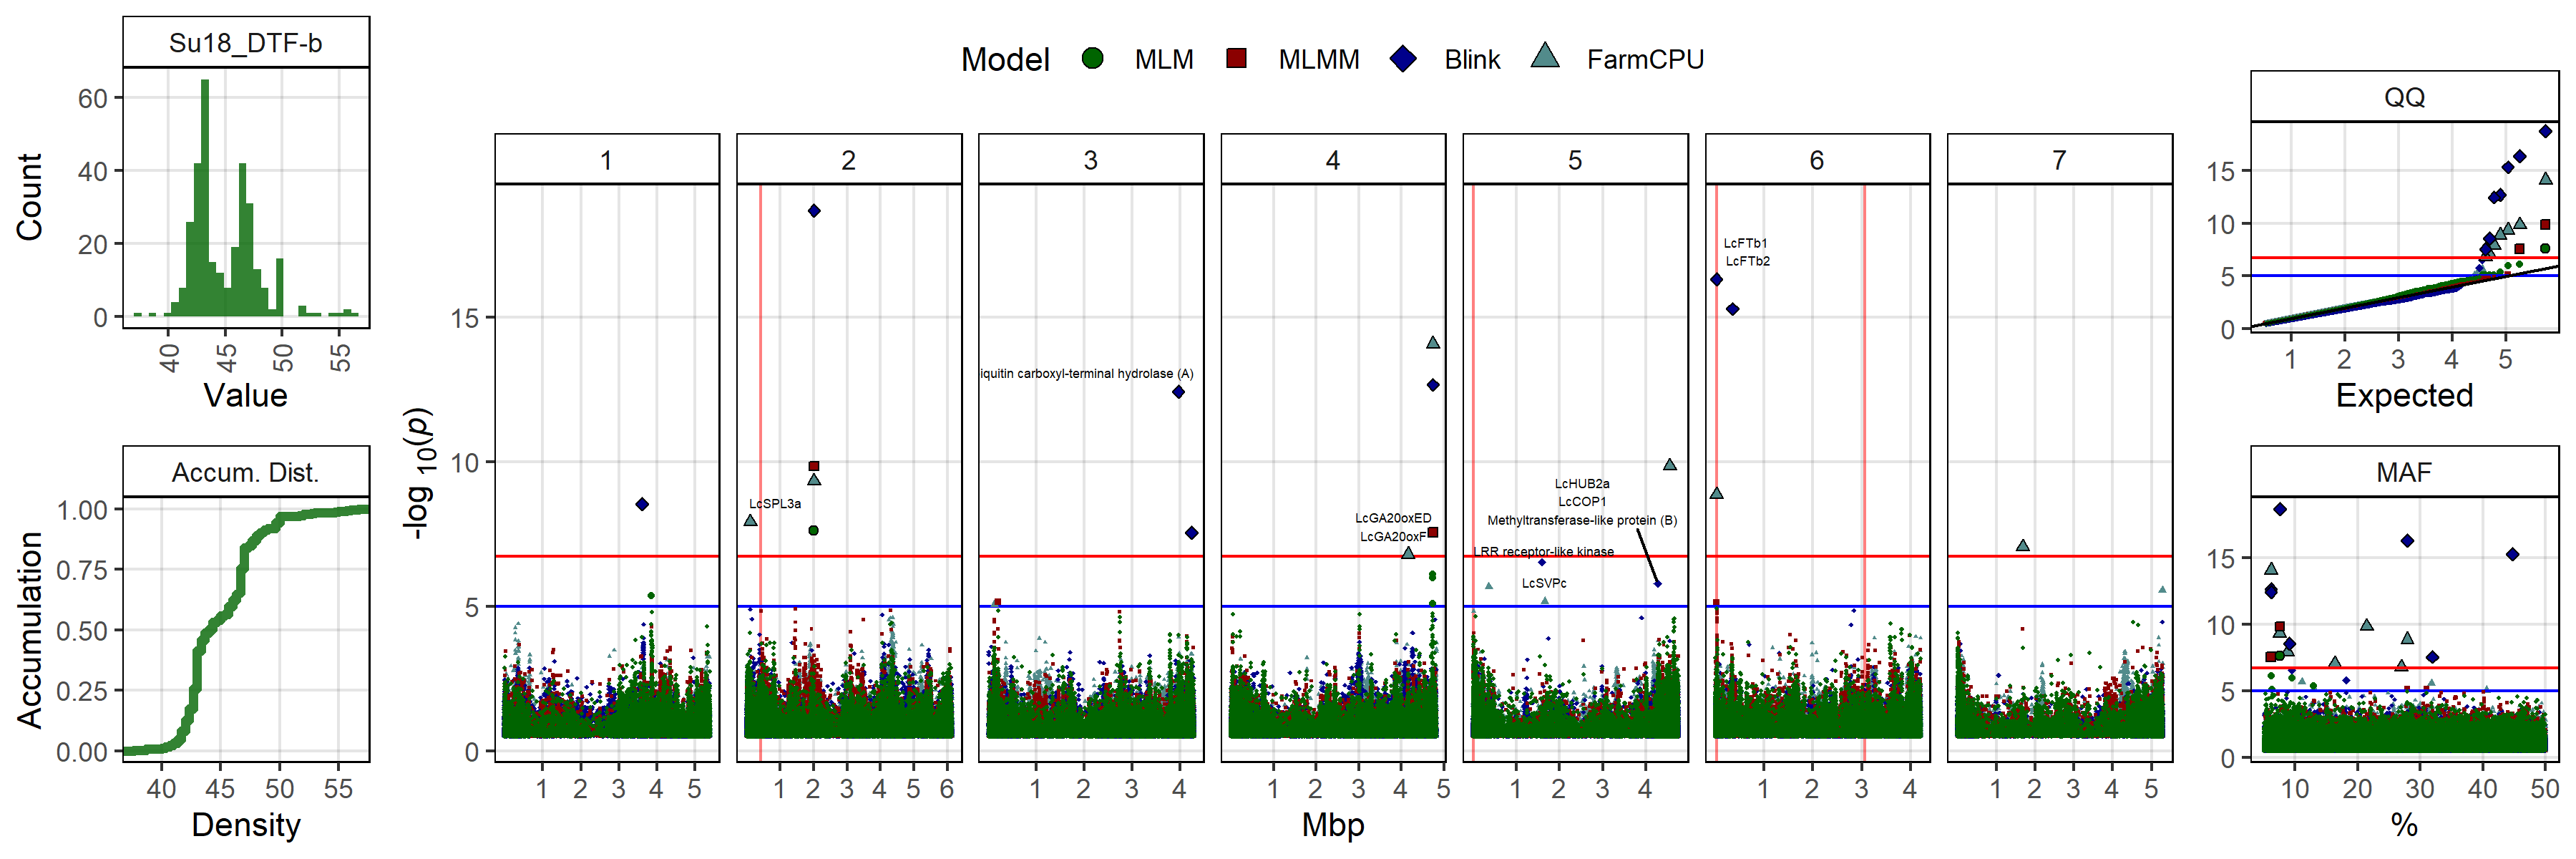 Su18_DTF-b
Count
60
40
20
0
40 45 50 55
Value
Accum. Dist.
Accumulation
1.00
0.75
0.50
0.25
0.00
40 45 50 55
Density
Model MLM MLMM Blink FarmCPU
-log 10(p)
15
10
5
0
1 2 3 4 5 6 7
LcSPL3a
iquitin carboxyl-terminal hydrolase (A)
LcGA20oxED
LcGA20oxF
LcHUB2a
LcCOP1
Methyltransferase-like protein (B)
LRR receptor-like kinase
LcSVPc
LcFTb1
LcFTb2
1 2 3 4 5
1 2 3 4 5 6
1 2 3 4
1 2 3 4 5
1 2 3 4
1 2 3 4
1 2 3 4 5
Mbp
QQ
15
10
5
0
1 2 3 4 5
Expected
MAF
15
10
5
0
10 20 30 40 50
%